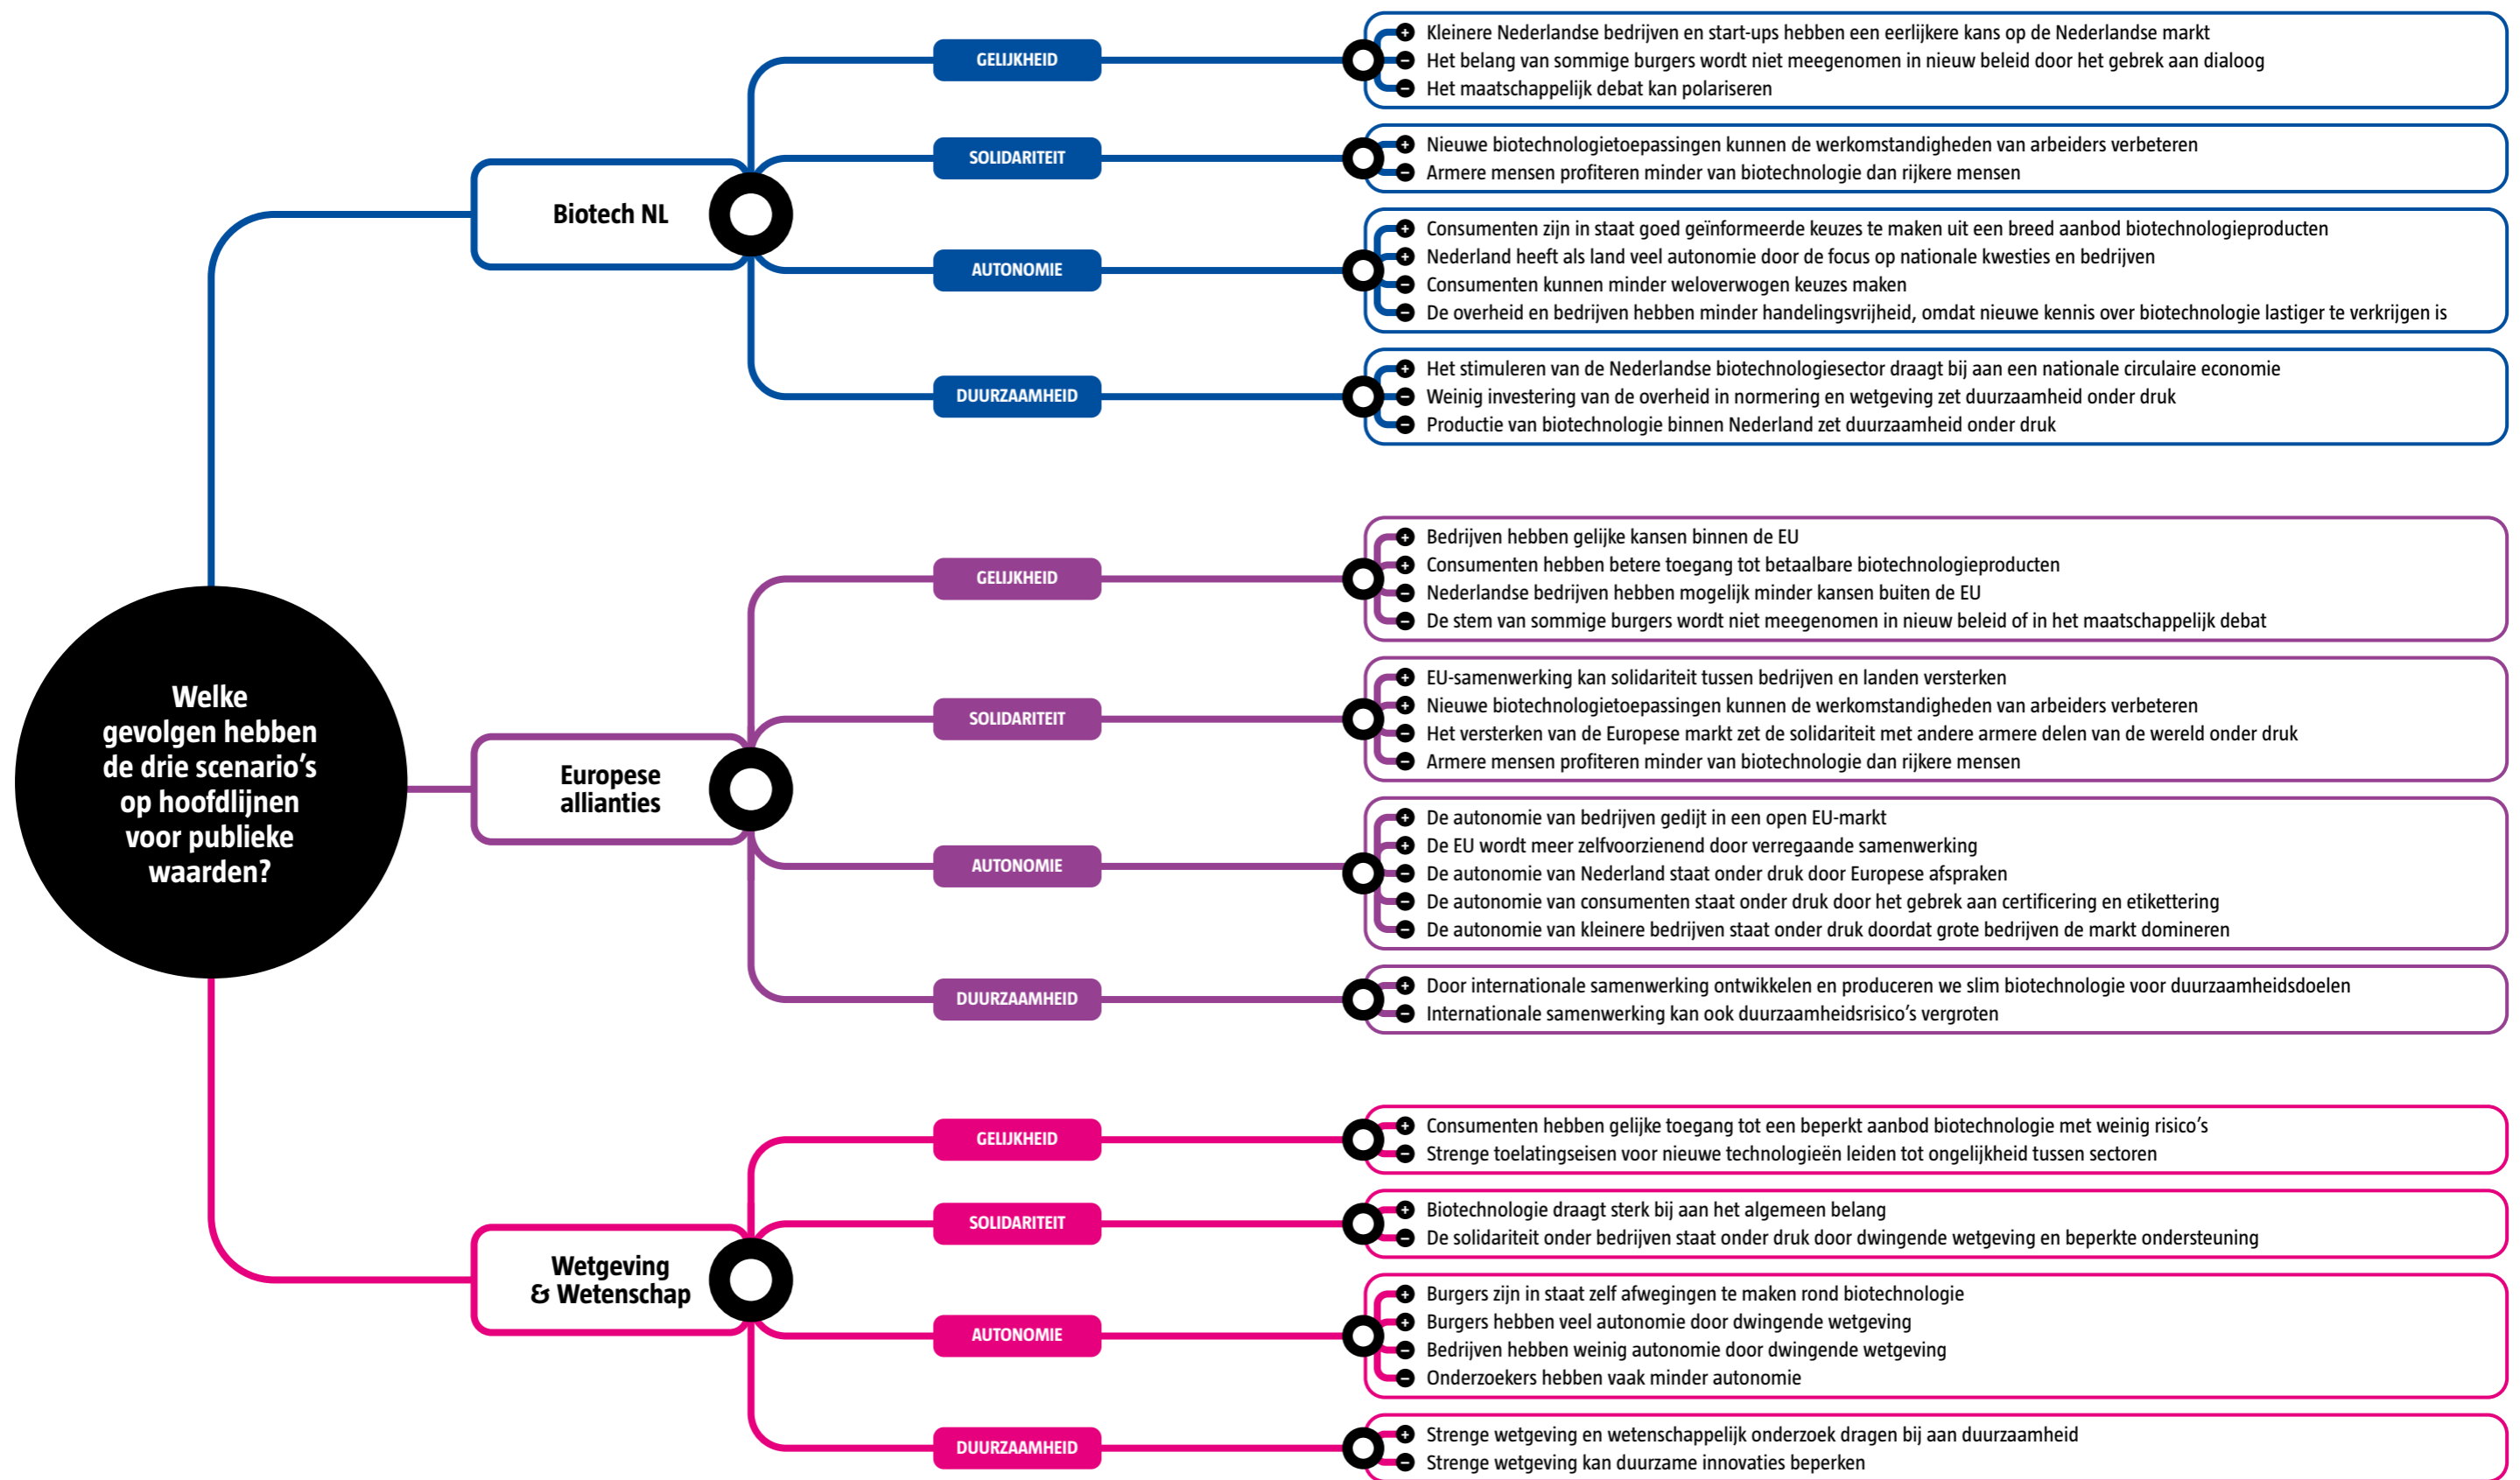 Welke
gevolgen hebben
de drie scenario's
op hoofdlijnen
voor publieke
waarden?
Biotech NL
GELIJKHEID
+ Kleinere Nederlandse bedrijven en start-ups hebben een eerlijkere kans op de Nederlandse markt
− Het belang van sommige burgers wordt niet meegenomen in nieuw beleid door het gebrek aan dialoog
− Het maatschappelijk debat kan polariseren
SOLIDARITEIT
+ Nieuwe biotechnologietoepassingen kunnen de werkomstandigheden van arbeiders verbeteren
− Armere mensen profiteren minder van biotechnologie dan rijkere mensen
AUTONOMIE
+ Consumenten zijn in staat goed geïnformeerde keuzes te maken uit een breed aanbod biotechnologieproducten
+ Nederland heeft als land veel autonomie door de focus op nationale kwesties en bedrijven
− Consumenten kunnen minder weloverwogen keuzes maken
− De overheid en bedrijven hebben minder handelingsvrijheid, omdat nieuwe kennis over biotechnologie lastiger te verkrijgen is
DUURZAAMHEID
+ Het stimuleren van de Nederlandse biotechnologiesector draagt bij aan een nationale circulaire economie
− Weinig investering van de overheid in normering en wetgeving zet duurzaamheid onder druk
− Productie van biotechnologie binnen Nederland zet duurzaamheid onder druk
Europese
allianties
GELIJKHEID
+ Bedrijven hebben gelijke kansen binnen de EU
+ Consumenten hebben betere toegang tot betaalbare biotechnologieproducten
− Nederlandse bedrijven hebben mogelijk minder kansen buiten de EU
− De stem van sommige burgers wordt niet meegenomen in nieuw beleid of in het maatschappelijk debat
SOLIDARITEIT
+ EU-samenwerking kan solidariteit tussen bedrijven en landen versterken
+ Nieuwe biotechnologietoepassingen kunnen de werkomstandigheden van arbeiders verbeteren
− Het versterken van de Europese markt zet de solidariteit met andere armere delen van de wereld onder druk
− Armere mensen profiteren minder van biotechnologie dan rijkere mensen
AUTONOMIE
+ De autonomie van bedrijven gedijt in een open EU-markt
+ De EU wordt meer zelfvoorzienend door verregaande samenwerking
− De autonomie van Nederland staat onder druk door Europese afspraken
− De autonomie van consumenten staat onder druk door het gebrek aan certificering en etikettering
− De autonomie van kleinere bedrijven staat onder druk doordat grote bedrijven de markt domineren
DUURZAAMHEID
+ Door internationale samenwerking ontwikkelen en produceren we slim biotechnologie voor duurzaamheidsdoelen
− Internationale samenwerking kan ook duurzaamheidsrisico's vergroten
Wetgeving
& Wetenschap
GELIJKHEID
+ Consumenten hebben gelijke toegang tot een beperkt aanbod biotechnologie met weinig risico's
− Strenge toelatingseisen voor nieuwe technologieën leiden tot ongelijkheid tussen sectoren
SOLIDARITEIT
+ Biotechnologie draagt sterk bij aan het algemeen belang
− De solidariteit onder bedrijven staat onder druk door dwingende wetgeving en beperkte ondersteuning
AUTONOMIE
+ Burgers zijn in staat zelf afwegingen te maken rond biotechnologie
+ Burgers hebben veel autonomie door dwingende wetgeving
− Bedrijven hebben weinig autonomie door dwingende wetgeving
− Onderzoekers hebben vaak minder autonomie
DUURZAAMHEID
+ Strenge wetgeving en wetenschappelijk onderzoek dragen bij aan duurzaamheid
− Strenge wetgeving kan duurzame innovaties beperken